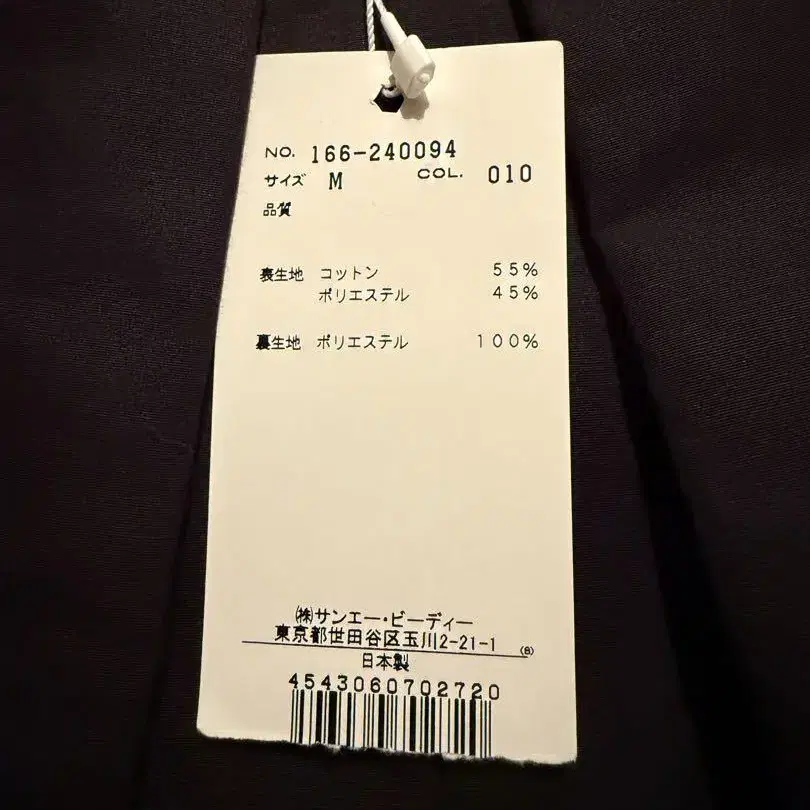 NO. 166-240094
サイズ M COL. 010
品質
表生地 コットン 55%
ポリエステル 45%
裏生地 ポリエステル 100%
㈱サンエー・ビーディー
東京都世田谷区玉川2-21-1 (8)
日本製
4543060702720